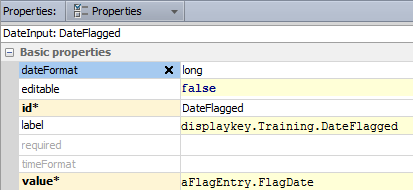 Properties: Properties
DateInput: DateFlagged
Basic properties
dateFormat long
editable false
id* DateFlagged
label displaykey.Training.DateFlagged
required
timeFormat
value* aFlagEntry.FlagDate